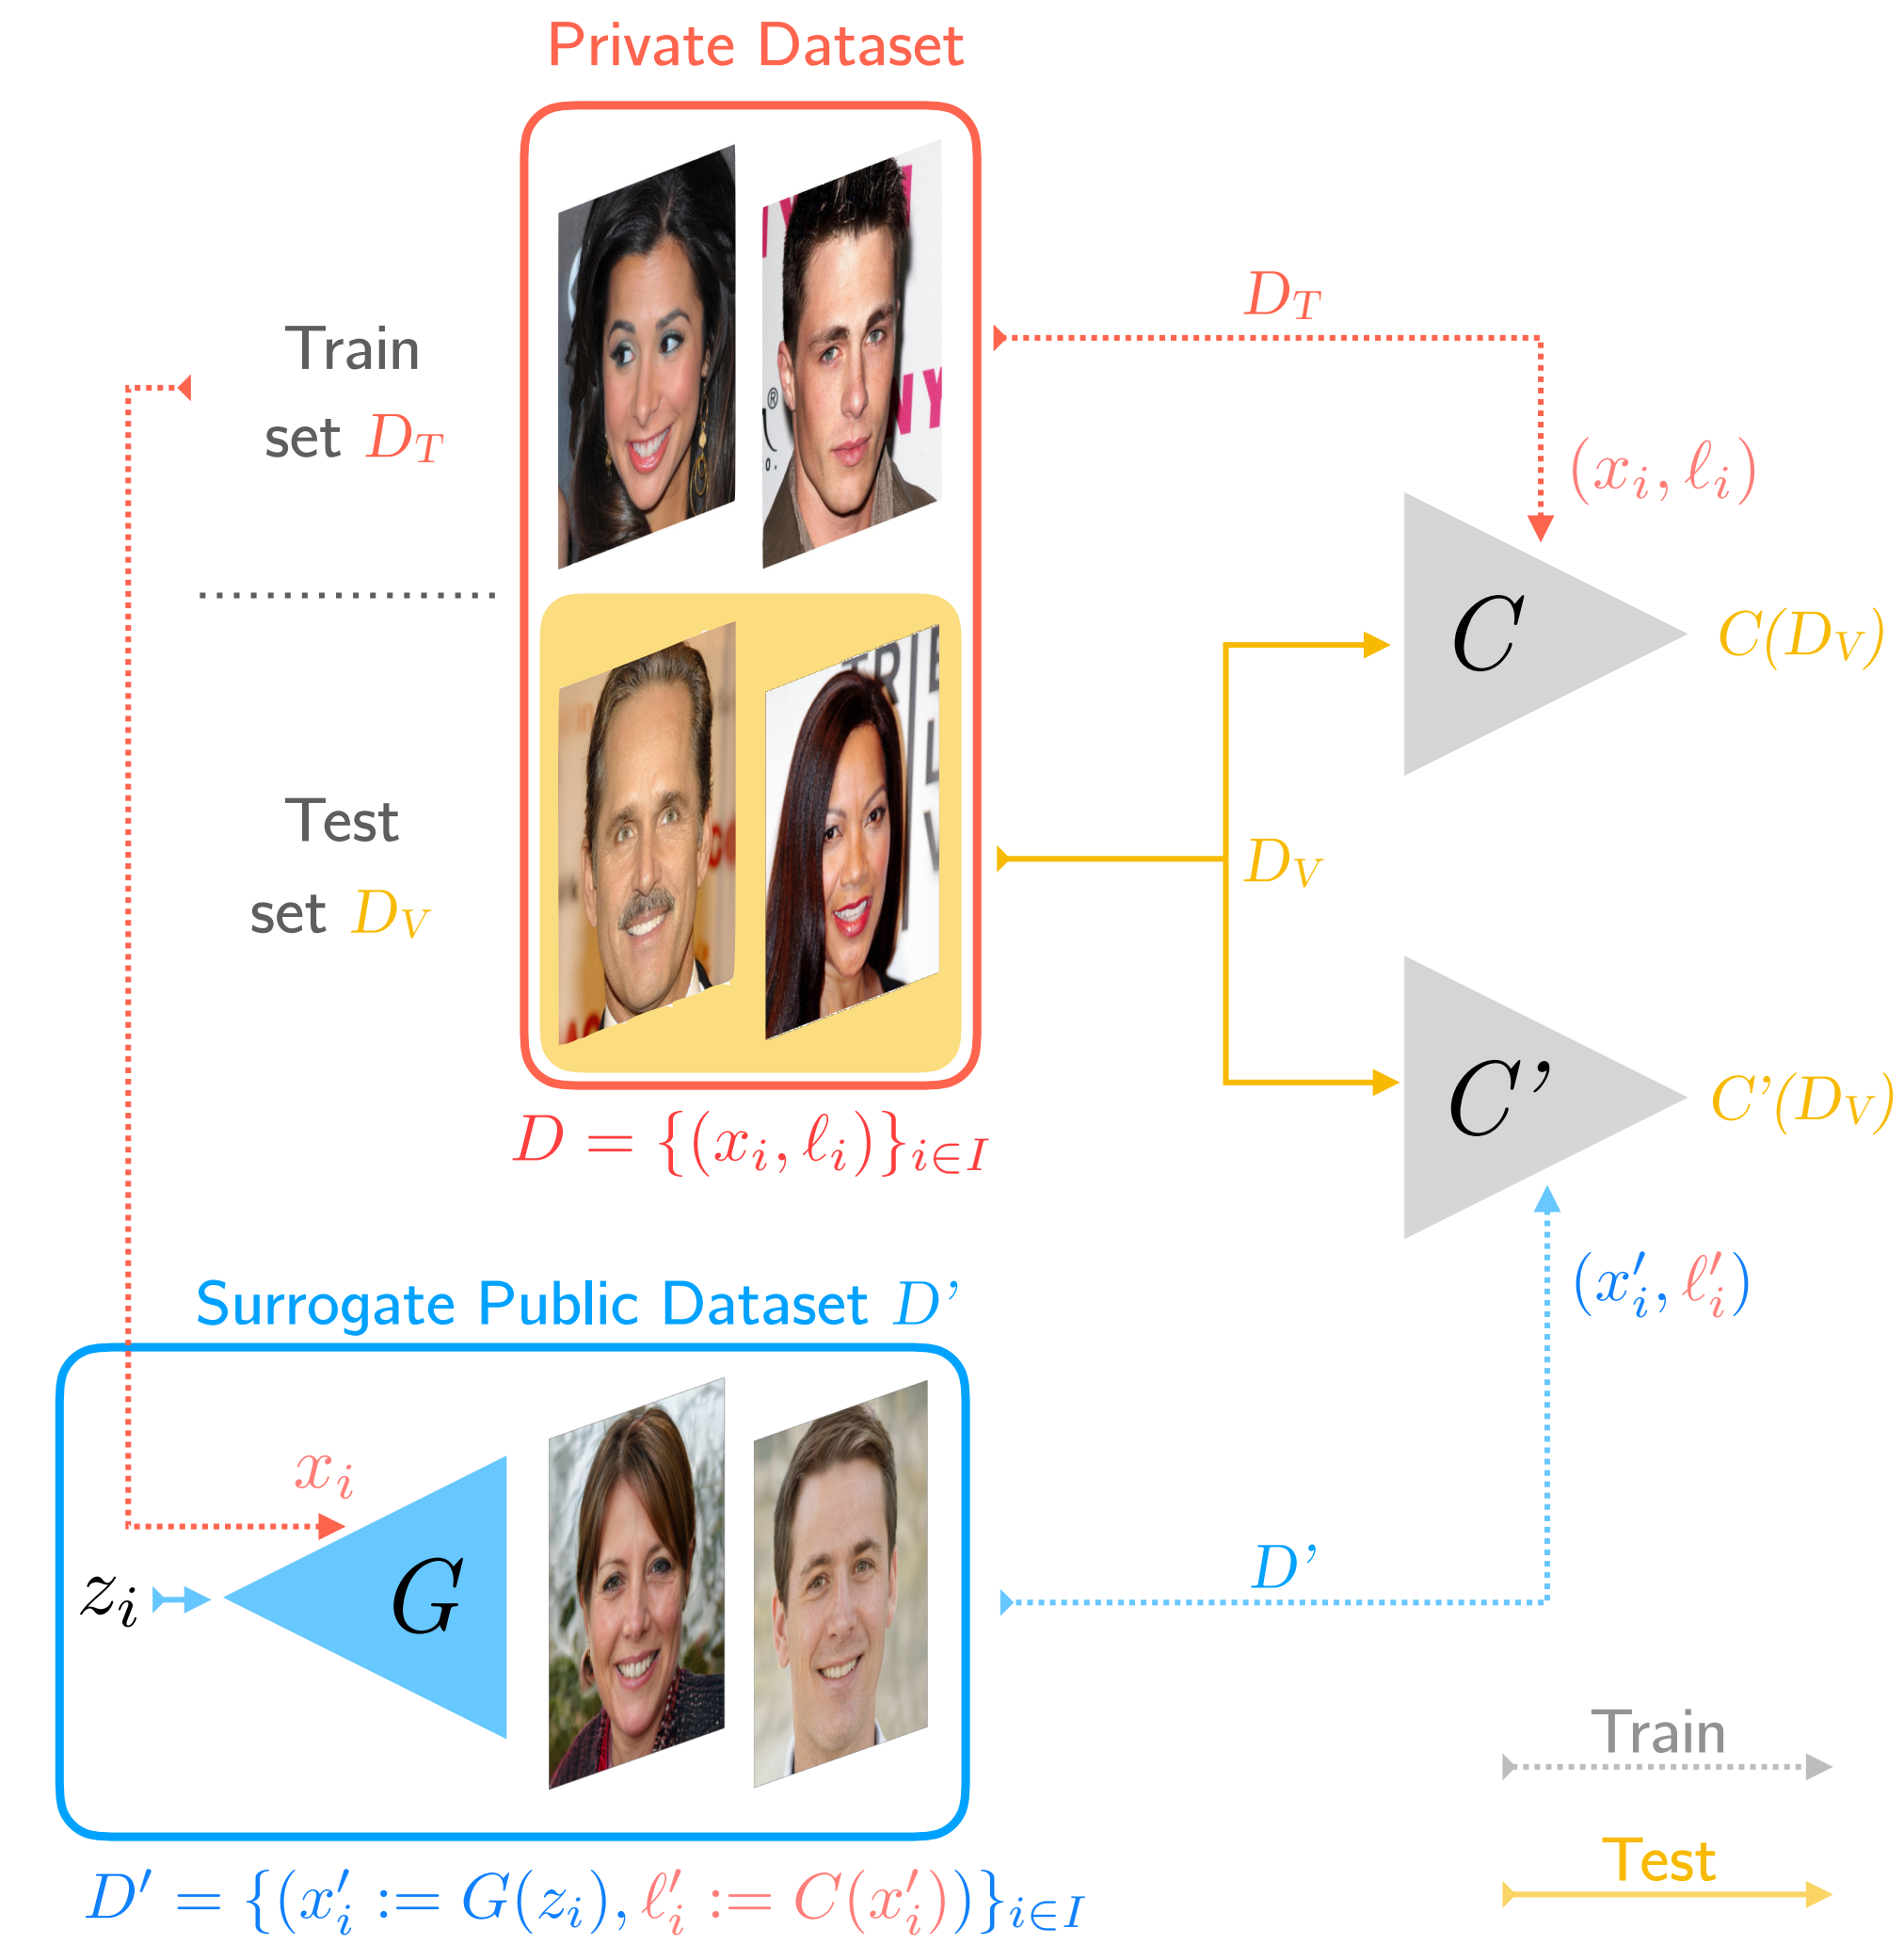 Private Dataset
Train
set D_T
Test
set D_V
D_T
(x_i, ℓ_i)
C
C(D_V)
D_V
C'
C'(D_V)
D = {(x_i, ℓ_i)}_{i∈I}
(x'_i, ℓ'_i)
Surrogate Public Dataset D'
x_i
z_i
G
D'
Train
Test
D′ = {(x′_i := G(z_i), ℓ′_i := C(x′_i))}_{i∈I}